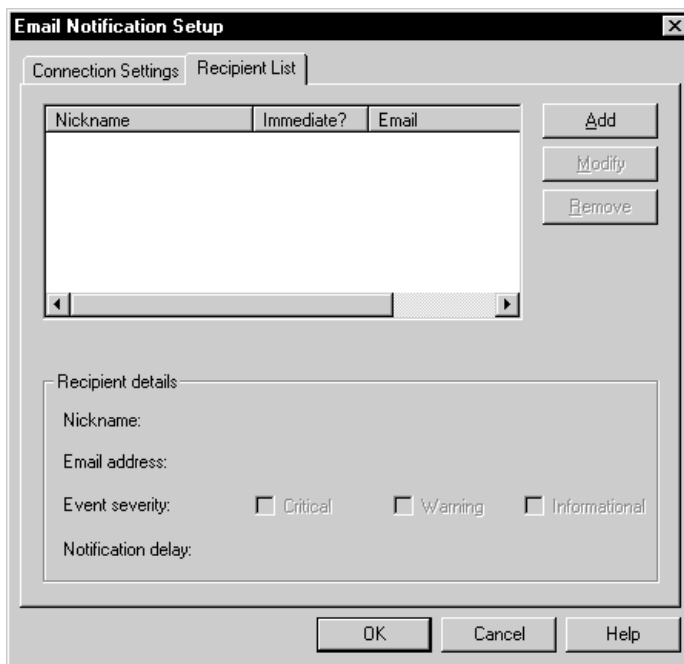 Email Notification Setup
Connection Settings Recipient List
Nickname Immediate? Email
Add
Modify
Remove
Recipient details
Nickname:
Email address:
Event severity: Critical Warning Informational
Notification delay:
OK Cancel Help